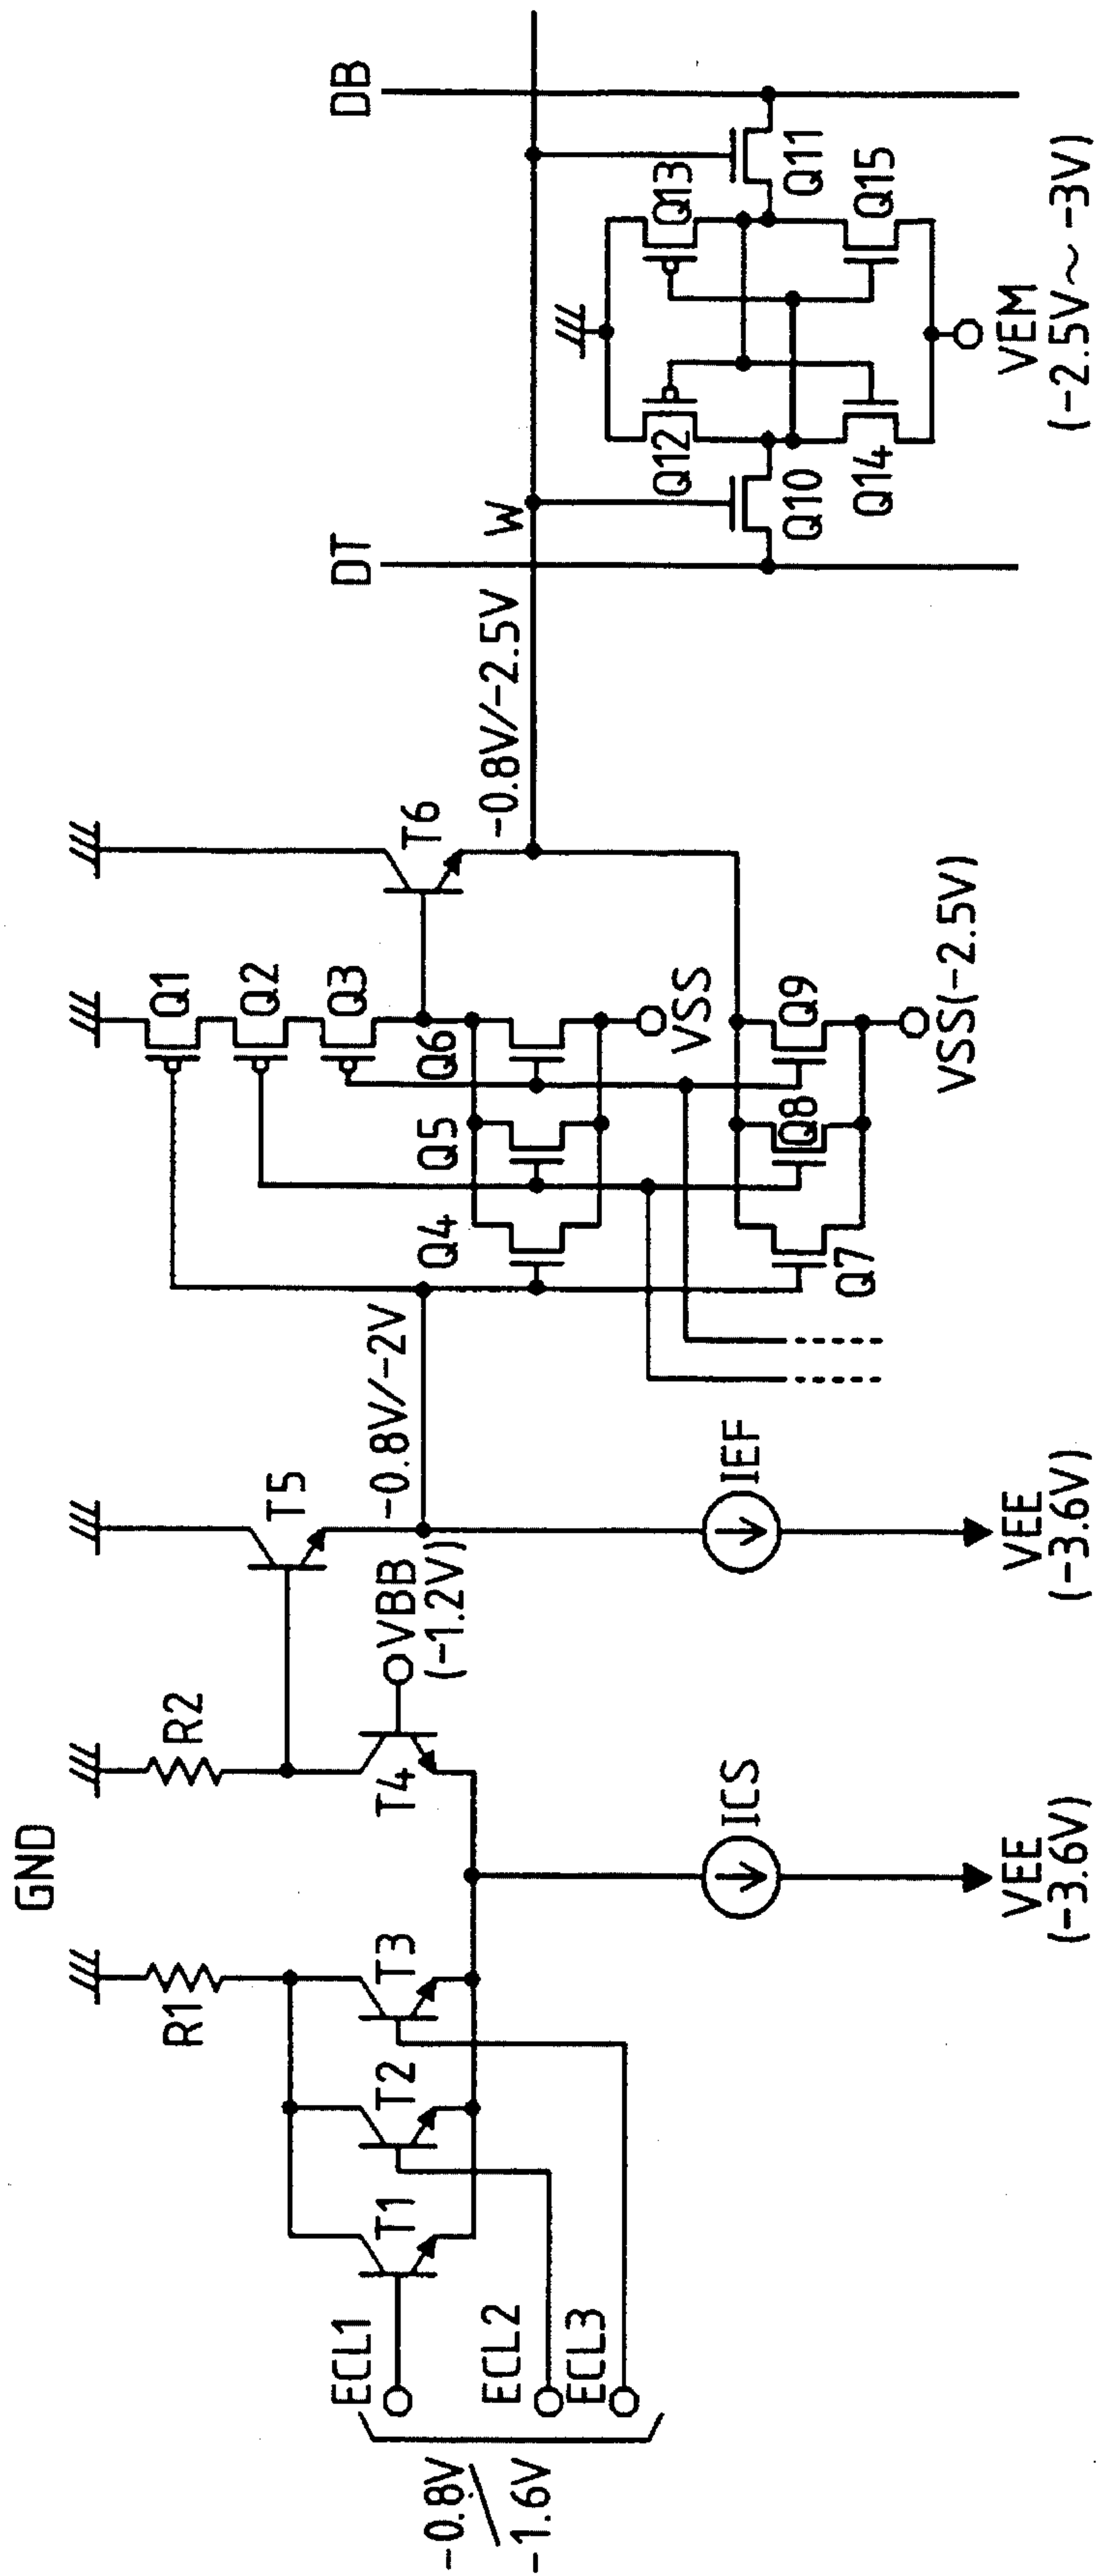 GND
ECL1
ECL2
ECL3
-0.8V
-1.6V
T1
T2
T3
R1
R2
T4
VBB
(-1.2V)
ICS
VEE
(-3.6V)
T5
-0.8V/-2V
IEF
VEE
(-3.6V)
Q1
Q2
Q3
Q4
Q5
Q6
VSS
Q7
Q8
Q9
VSS(-2.5V)
T6
-0.8V/-2.5V
W
DT
DB
Q10
Q11
Q12
Q13
Q14
Q15
VEM
(-2.5V~-3V)